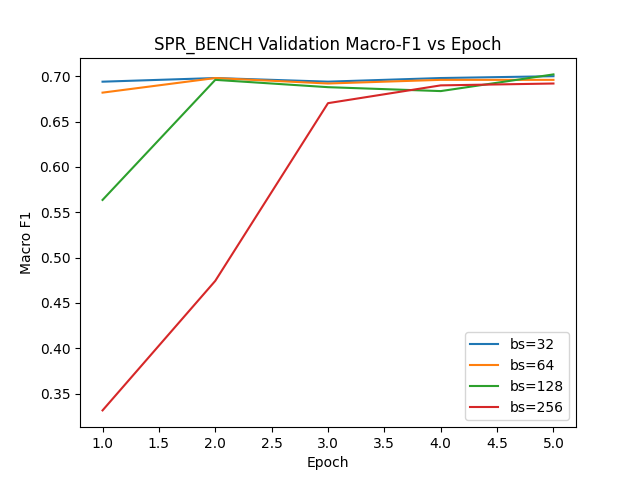 SPR_BENCH Validation Macro-F1 vs Epoch
0.70
0.65
0.60
0.55
0.50
0.45
0.40
0.35
Macro F1
bs=32
bs=64
bs=128
bs=256
1.0 1.5 2.0 2.5 3.0 3.5 4.0 4.5 5.0
Epoch